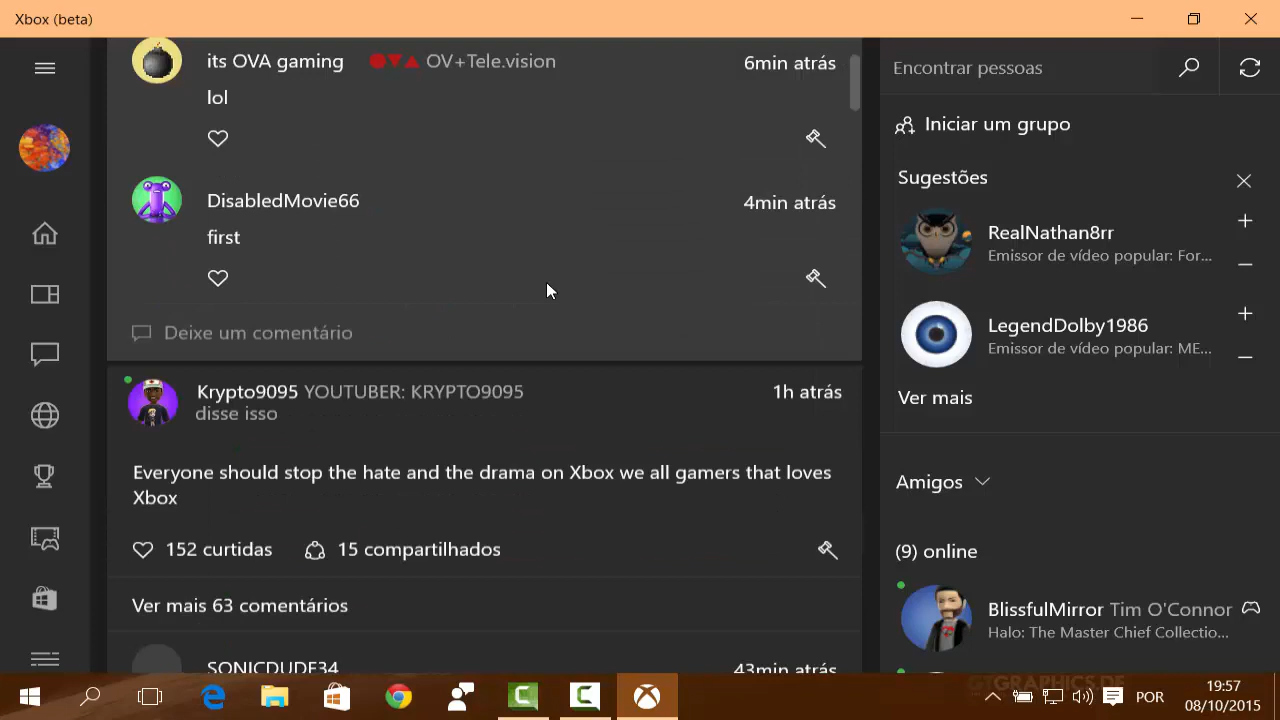 Xbox (beta)
its OVA gaming OV+Tele.vision 6min atrás
lol
DisabledMovie66 4min atrás
first
Deixe um comentário
Krypto9095 YOUTUBER: KRYPTO9095 1h atrás
disse isso
Everyone should stop the hate and the drama on Xbox we all gamers that loves
Xbox
152 curtidas 15 compartilhados
Ver mais 63 comentários
SONICDUDE34 43min atrás
Encontrar pessoas
Iniciar um grupo
Sugestões
RealNathan8rr
Emissor de vídeo popular: For...
LegendDolby1986
Emissor de vídeo popular: ME...
Ver mais
Amigos
(9) online
BlissfulMirror Tim O'Connor
Halo: The Master Chief Collectio...
GTGRAPHICS.DE
POR
19:57
08/10/2015